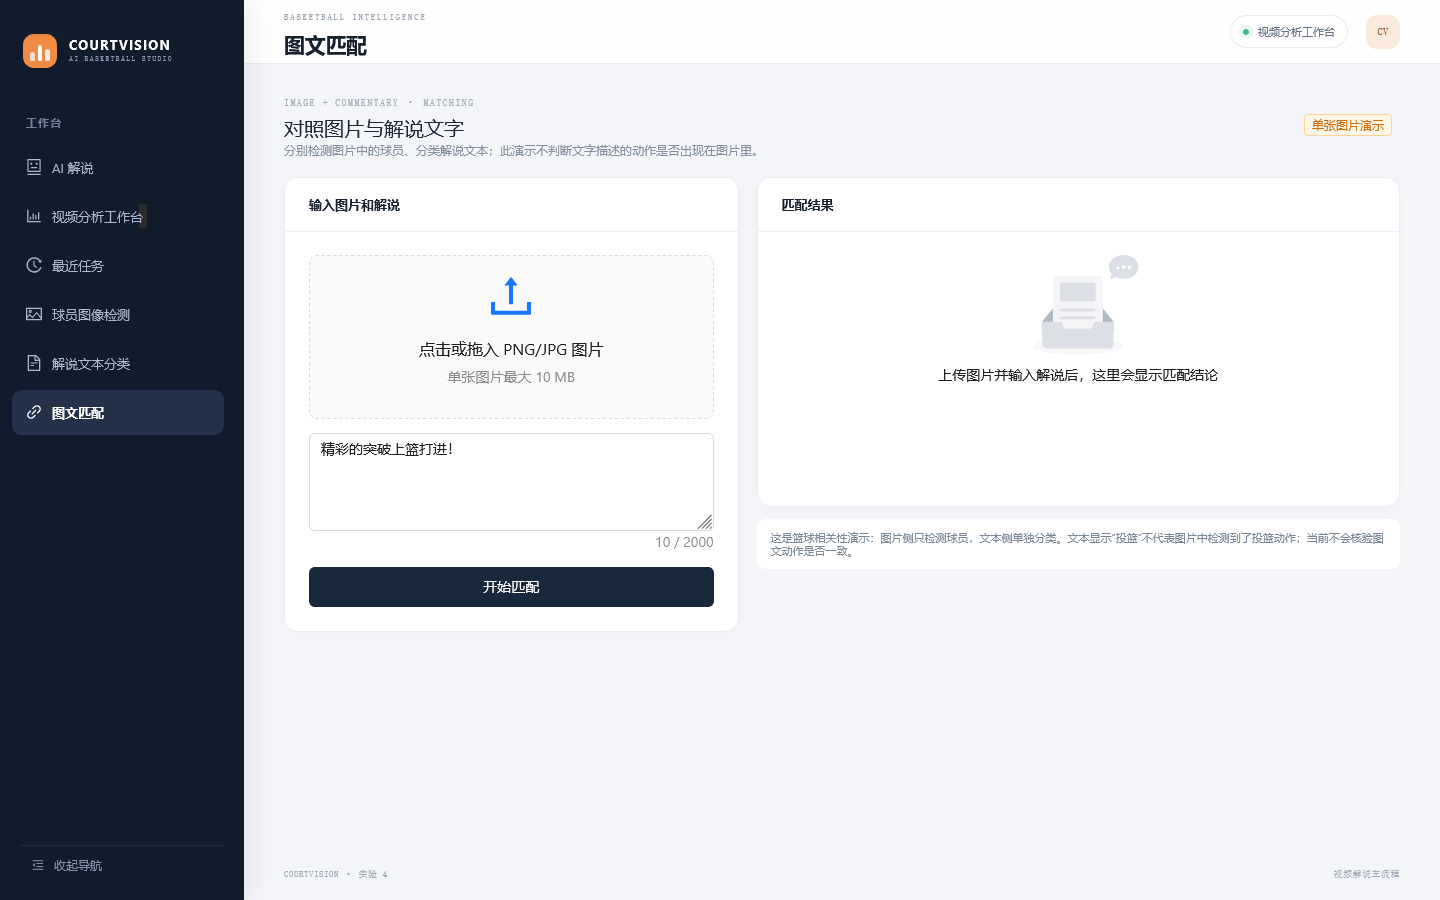 COURTVISION
AI BASKETBALL STUDIO
工作台
AI 解说
视频分析工作台
最近任务
球员图像检测
解说文本分类
图文匹配
收起导航
BASKETBALL INTELLIGENCE
图文匹配
视频分析工作台
CV
IMAGE + COMMENTARY • MATCHING
对照图片与解说文字
分别检测图片中的球员、分类解说文本；此演示不判断文字描述的动作是否出现在图片里。
单张图片演示
输入图片和解说
点击或拖入 PNG/JPG 图片
单张图片最大 10 MB
精彩的突破上篮打进！
10 / 2000
开始匹配
匹配结果
上传图片并输入解说后，这里会显示匹配结论
这是篮球相关性演示：图片侧只检测球员，文本侧单独分类。文本显示“投篮”不代表图片中检测到了投篮动作；当前不会核验图
文动作是否一致。
COURTVISION • 实验 4
视频解说主流程